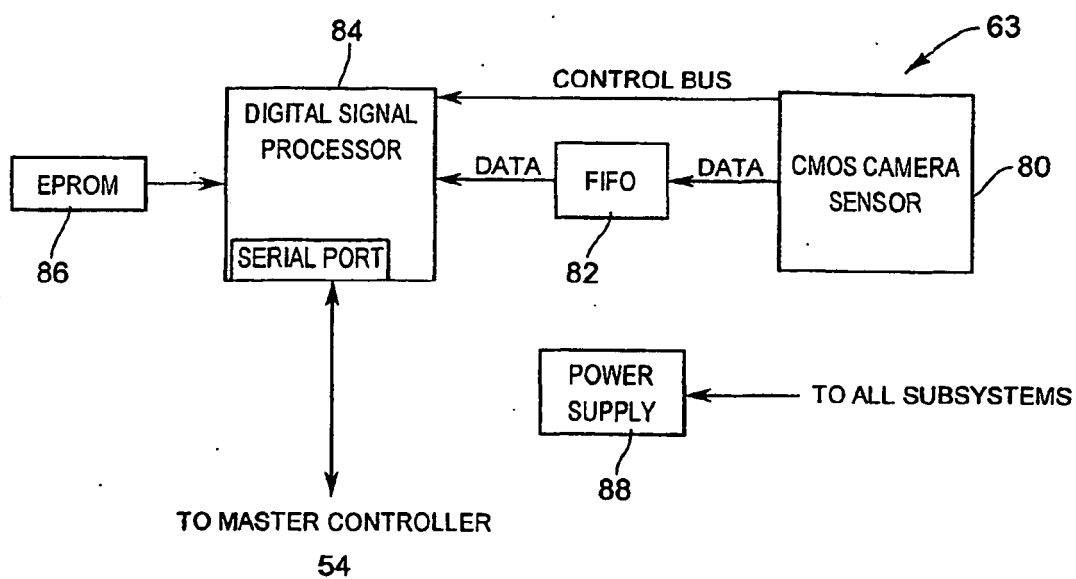 84
63
DIGITAL SIGNAL
PROCESSOR
CONTROL BUS
EPROM
DATA
FIFO
DATA
CMOS CAMERA
SENSOR
80
86
SERIAL PORT
82
POWER
SUPPLY
TO ALL SUBSYSTEMS
88
TO MASTER CONTROLLER
54